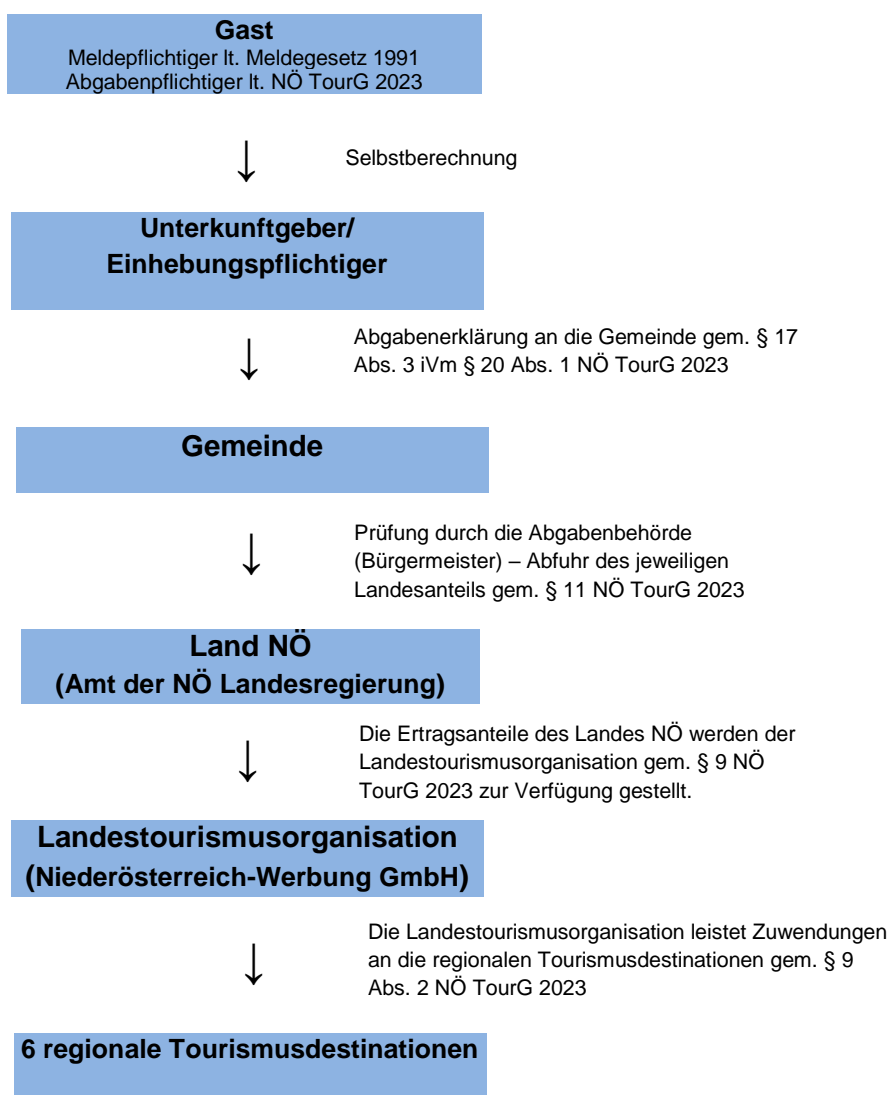 Gast
Meldepflichtiger lt. Meldegesetz 1991
Abgabenpflichtiger lt. NÖ TourG 2023
↓
Selbstberechnung
Unterkunftgeber/
Einhebungspflichtiger
↓
Abgabenerklärung an die Gemeinde gem. § 17
Abs. 3 iVm § 20 Abs. 1 NÖ TourG 2023
Gemeinde
↓
Prüfung durch die Abgabenbehörde
(Bürgermeister) – Abfuhr des jeweiligen
Landesanteils gem. § 11 NÖ TourG 2023
Land NÖ
(Amt der NÖ Landesregierung)
↓
Die Ertragsanteile des Landes NÖ werden der
Landestourismusorganisation gem. § 9 NÖ
TourG 2023 zur Verfügung gestellt.
Landestourismusorganisation
(Niederösterreich-Werbung GmbH)
↓
Die Landestourismusorganisation leistet Zuwendungen
an die regionalen Tourismusdestinationen gem. § 9
Abs. 2 NÖ TourG 2023
6 regionale Tourismusdestinationen